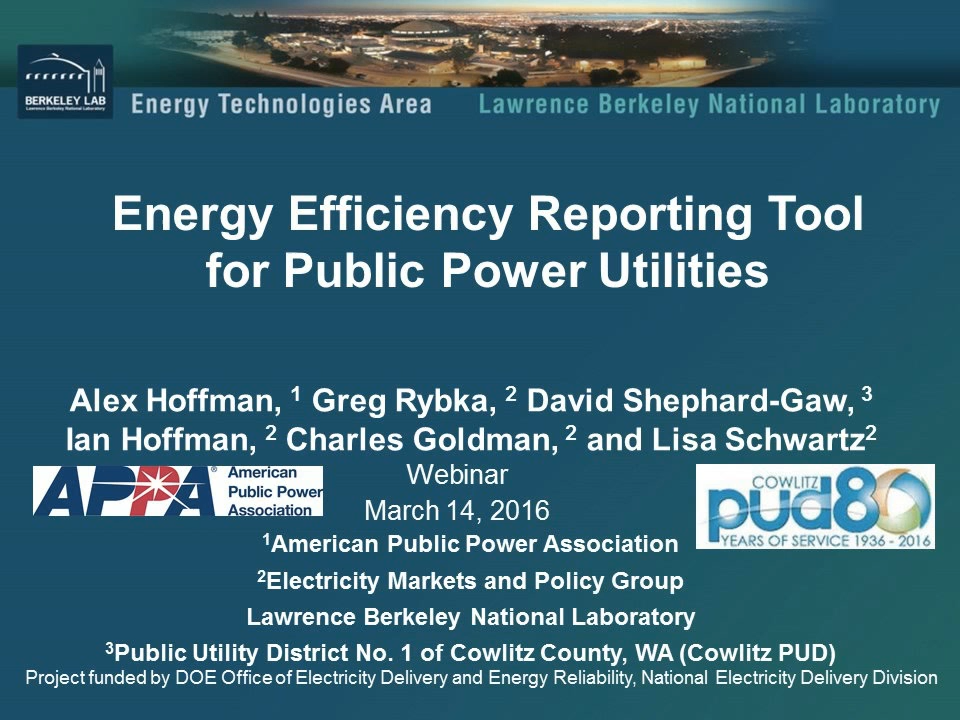 BERKELEY LAB
Lawrence Berkeley National Laboratory
Energy Technologies Area Lawrence Berkeley National Laboratory
Energy Efficiency Reporting Tool
for Public Power Utilities
Alex Hoffman, ¹ Greg Rybka, ² David Shephard-Gaw, ³
Ian Hoffman, ² Charles Goldman, ² and Lisa Schwartz²
Webinar
March 14, 2016
APPA®
American
Public Power
Association
COWLITZ
pud80
YEARS OF SERVICE 1936 - 2016
¹American Public Power Association
²Electricity Markets and Policy Group
Lawrence Berkeley National Laboratory
³Public Utility District No. 1 of Cowlitz County, WA (Cowlitz PUD)
Project funded by DOE Office of Electricity Delivery and Energy Reliability, National Electricity Delivery Division